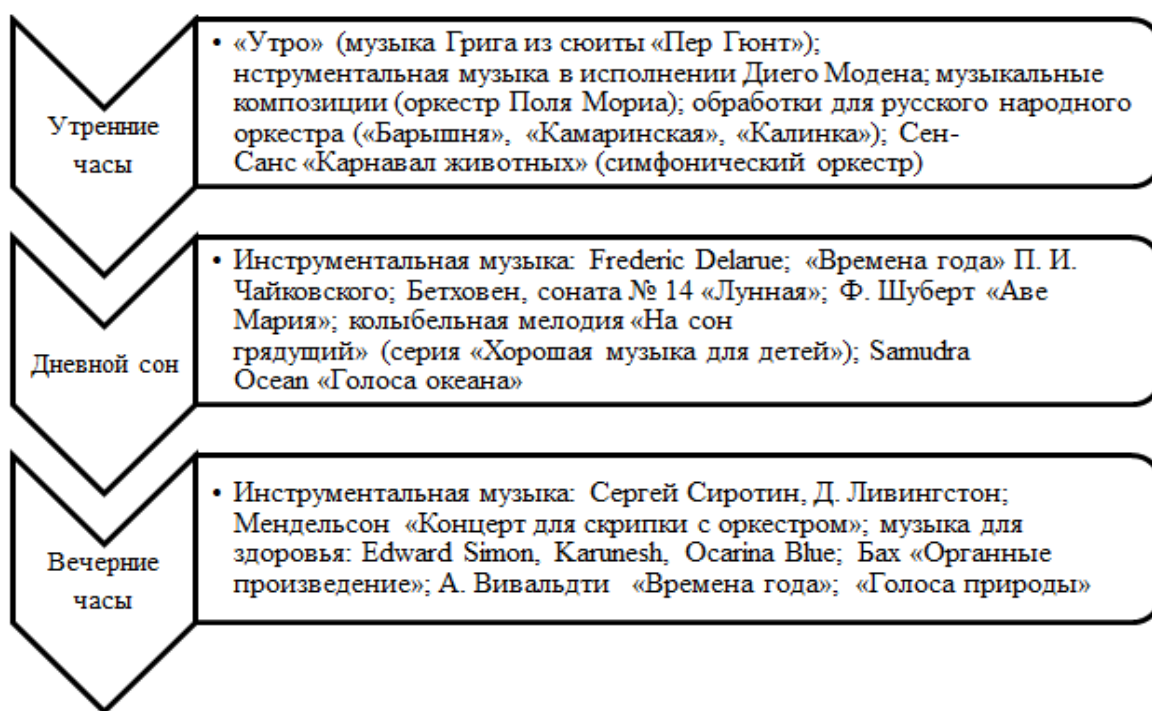 Утренние
часы
• «Утро» (музыка Грига из сюиты «Пер Гюнт»);
нструментальная музыка в исполнении Диего Модена; музыкальные
композиции (оркестр Поля Мориа); обработки для русского народного
оркестра («Барышня», «Камаринская», «Калинка»); Сен-
Санс «Карнавал животных» (симфонический оркестр)
Дневной сон
• Инструментальная музыка: Frederic Delarue; «Времена года» П. И.
Чайковского; Бетховен, соната № 14 «Лунная»; Ф. Шуберт «Аве
Мария»; колыбельная мелодия «На сон
грядущий» (серия «Хорошая музыка для детей»); Samudra
Ocean «Голоса океана»
Вечерние
часы
• Инструментальная музыка: Сергей Сиротин, Д. Ливингстон;
Мендельсон «Концерт для скрипки с оркестром»; музыка для
здоровья: Edward Simon, Karunesh, Ocarina Blue; Бах «Органные
произведение»; А. Вивальдти «Времена года»; «Голоса природы»